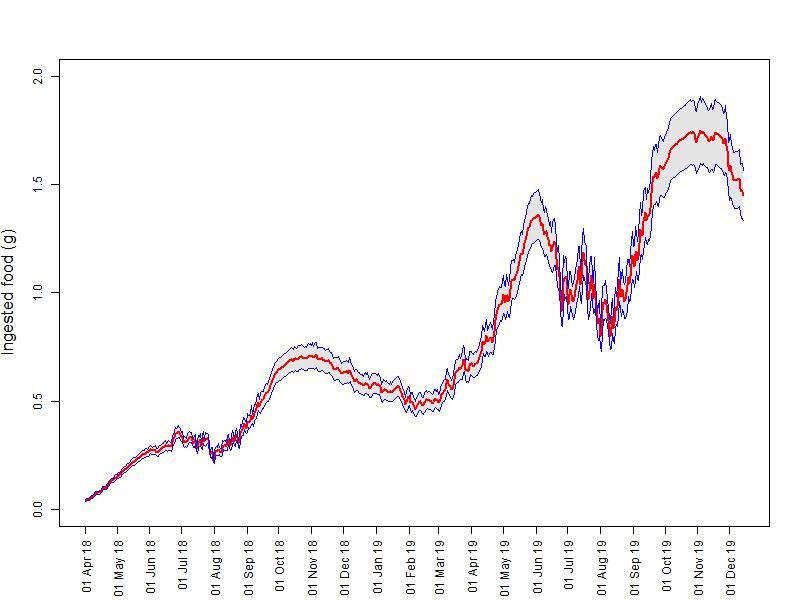 Ingested food (g)
2.0
1.5
1.0
0.5
0.0
01 Apr 18
01 May 18
01 Jun 18
01 Jul 18
01 Aug 18
01 Sep 18
01 Oct 18
01 Nov 18
01 Dec 18
01 Jan 19
01 Feb 19
01 Mar 19
01 Apr 19
01 May 19
01 Jun 19
01 Jul 19
01 Aug 19
01 Sep 19
01 Oct 19
01 Nov 19
01 Dec 19